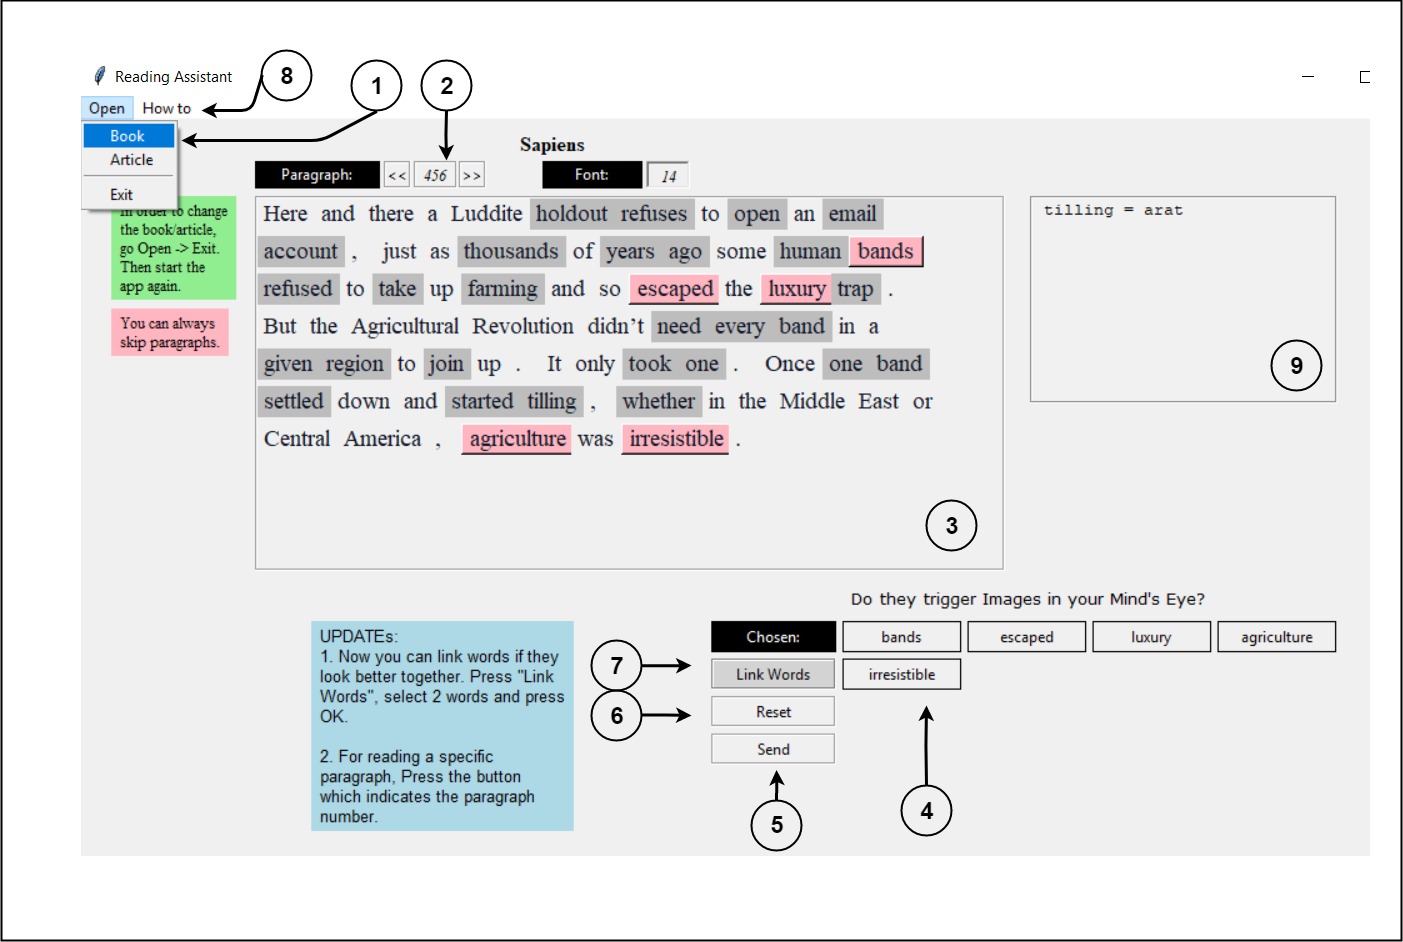 Reading Assistant
8
1
2
Open How to
Book
Article
Exit
Sapiens
Paragraph: << 456 >> Font: 14
In order to change
the book/article,
go Open -> Exit.
Then start the
app again.
You can always
skip paragraphs.
Here and there a Luddite holdout refuses to open an email
account , just as thousands of years ago some human bands
refused to take up farming and so escaped the luxury trap .
But the Agricultural Revolution didn’t need every band in a
given region to join up . It only took one . Once one band
settled down and started tilling , whether in the Middle East or
Central America , agriculture was irresistible .
3
tilling = arat
9
Do they trigger Images in your Mind's Eye?
Chosen: bands escaped luxury agriculture
Link Words irresistible
Reset
Send
7
6
5
4
UPDATEs:
1. Now you can link words if they
look better together. Press "Link
Words", select 2 words and press
OK.
2. For reading a specific
paragraph, Press the button
which indicates the paragraph
number.